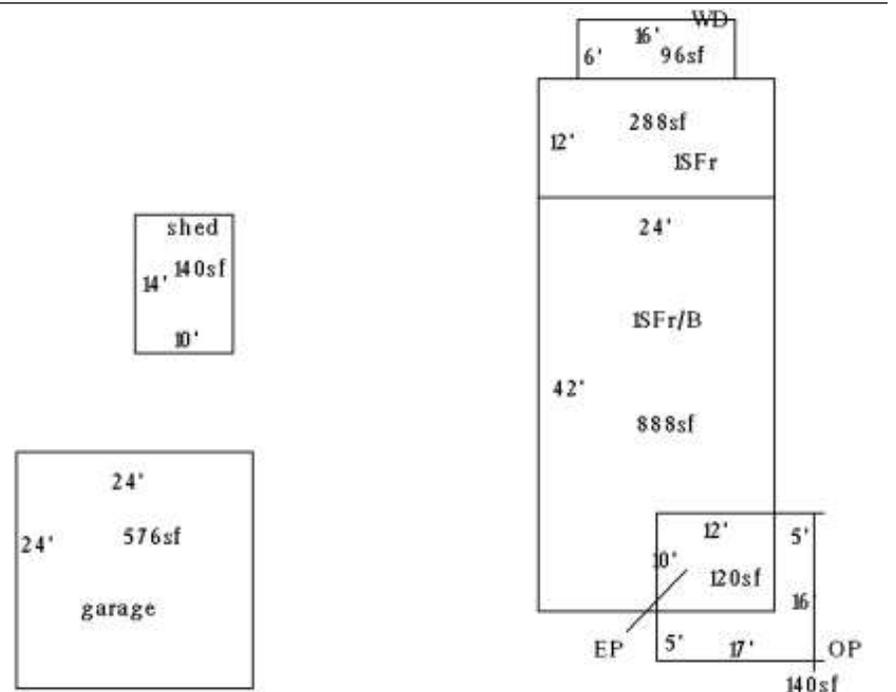 WD
16'
6' 96sf
288sf
12'
1SFr
24'
1SFr/B
42'
888sf
12' 5'
10'
120sf
16'
EP 5' 17' OP
140sf
shed
140sf
14'
10'
24'
24' 576sf
garage